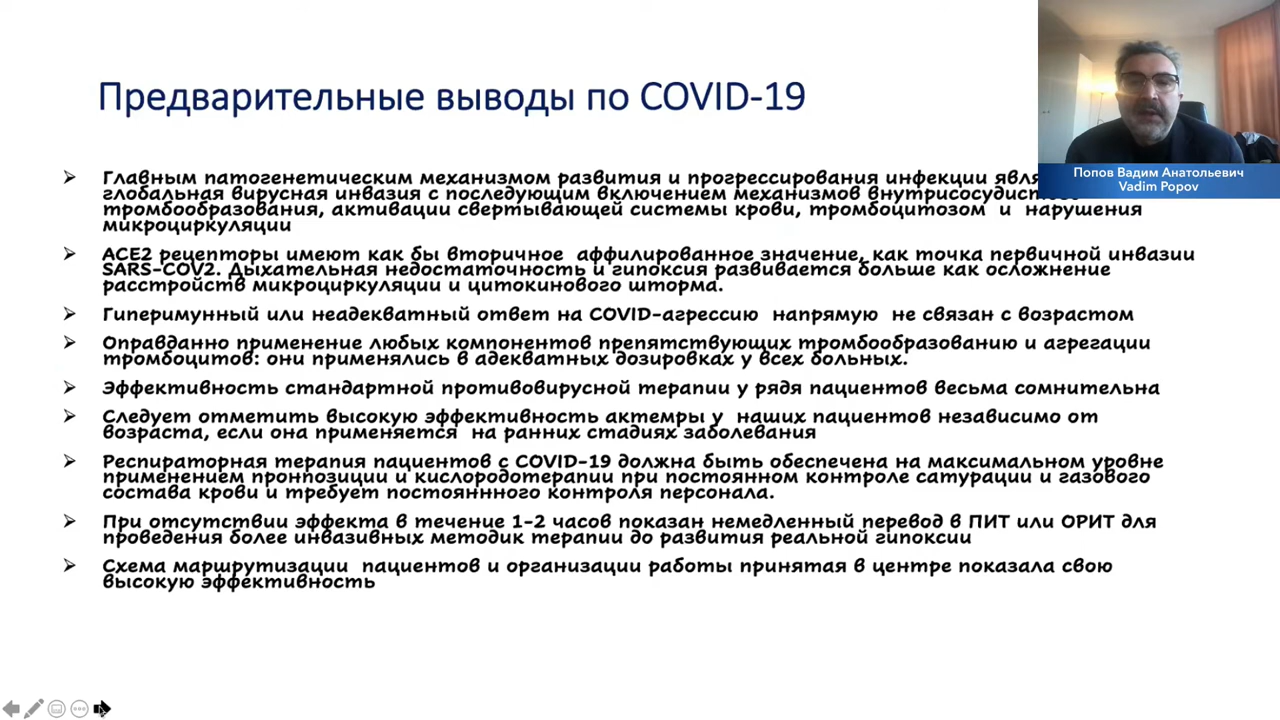 Предварительные выводы по COVID-19
Попов Вадим Анатольевич
Vadim Popov
Главным патогенетическим механизмом развития и прогрессирования инфекции
глобальная вирусная инвазия с последующим включением механизмов
тромбообразования, активации свертывающей системы крови, тромбоцитозом и нарушения
микроциркуляции
ACE2 рецепторы имеют как бы вторичное аффилированное значение, как точка первичной инвазии
SARS-COV2. Дыхательная недостаточность и гипоксия развивается больше как осложнение
расстройств микроциркуляции и цитокинового шторма.
Гиперимунный или неадекватный ответ на COVID-агрессию напрямую не связан с возрастом
Оправданно применение любых компонентов препятствующих тромбообразованию и агрегации
тромбоцитов: они применялись в адекватных дозировках у всех больных.
Эффективность стандартной противовирусной терапии у рядя пациентов весьма сомнительна
Следует отметить высокую эффективность актемры у наших пациентов независимо от
возраста, если она применяется на ранних стадиях заболевания
Респираторная терапия пациентов с COVID-19 должна быть обеспечена на максимальном уровне
применением пронпозиции и кислородотерапии при постоянном контроле сатурации и газового
состава крови и требует постояннного контроля персонала.
При отсутствии эффекта в течение 1-2 часов показан немедленный перевод в ПИТ или ОРИТ для
проведения более инвазивных методик терапии до развития реальной гипоксии
Схема маршрутизации пациентов и организации работы принятая в центре показала свою
высокую эффективность